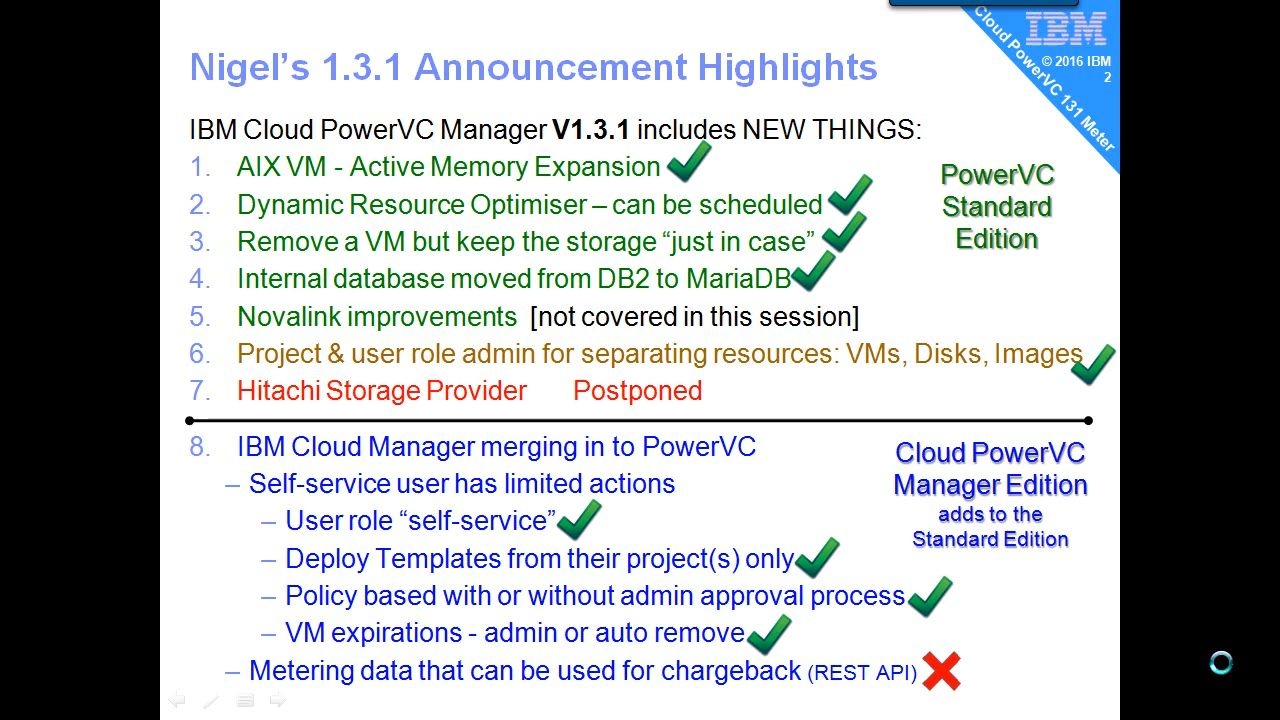 Nigel’s 1.3.1 Announcement Highlights
IBM
© 2016 IBM
2
Cloud PowerVC 131 Meter
IBM Cloud PowerVC Manager V1.3.1 includes NEW THINGS:
1. AIX VM - Active Memory Expansion
2. Dynamic Resource Optimiser – can be scheduled
3. Remove a VM but keep the storage “just in case”
4. Internal database moved from DB2 to MariaDB
5. Novalink improvements [not covered in this session]
6. Project & user role admin for separating resources: VMs, Disks, Images
7. Hitachi Storage Provider Postponed
PowerVC
Standard
Edition
8. IBM Cloud Manager merging in to PowerVC
– Self-service user has limited actions
– User role “self-service”
– Deploy Templates from their project(s) only
– Policy based with or without admin approval process
– VM expirations - admin or auto remove
– Metering data that can be used for chargeback (REST API)
Cloud PowerVC
Manager Edition
adds to the
Standard Edition